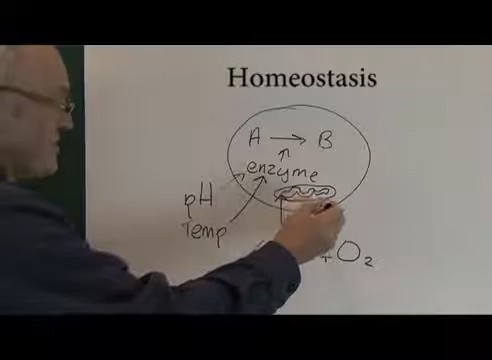 Homeostasis
A → B
enzyme
pH
Temp
+ O₂